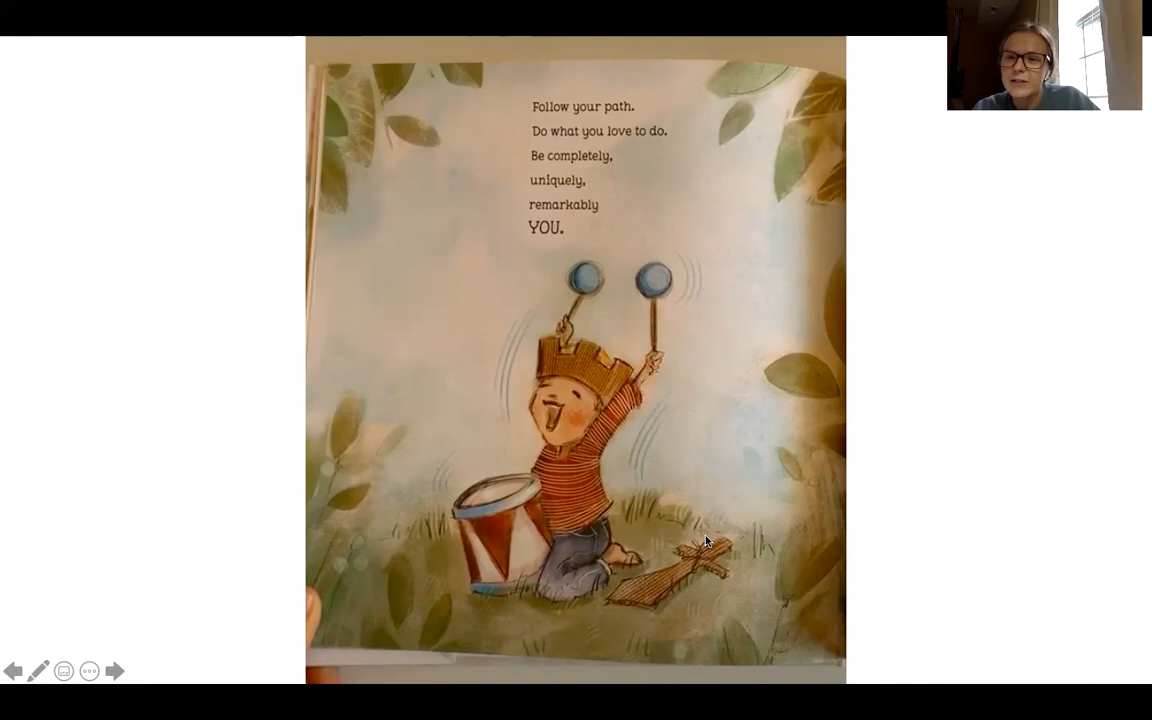 Follow your path.
Do what you love to do.
Be completely,
uniquely,
remarkably
YOU.